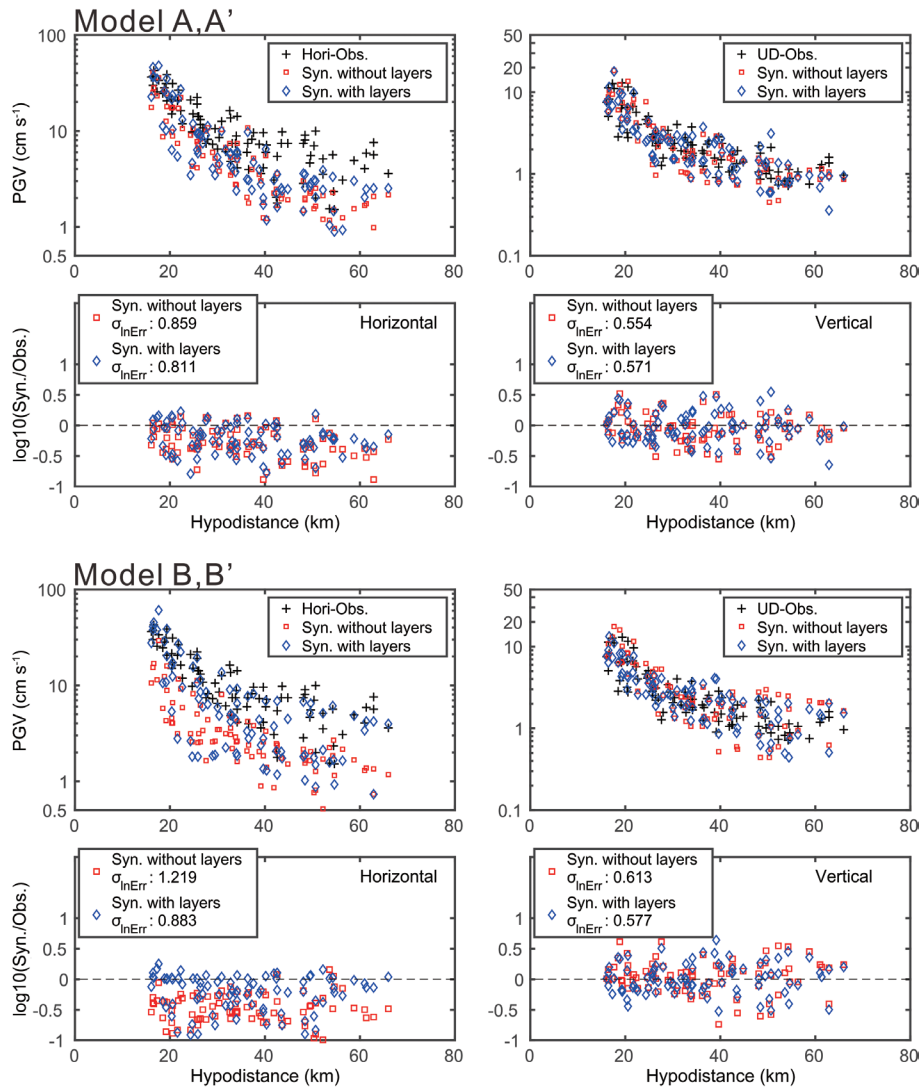 Model A,A’
100
10
1
0.5
PGV (cm s⁻¹)
Hori-Obs.
Syn. without layers
Syn. with layers
0
20
40
60
80
50
20
10
1
0.1
UD-Obs.
Syn. without layers
Syn. with layers
0
20
40
60
80
log10(Syn./Obs.)
1
0.5
0
-0.5
-1
Syn. without layers
σlnErr : 0.859
Syn. with layers
σlnErr : 0.811
Horizontal
0
20
40
60
80
Hypodistance (km)
1
0.5
0
-0.5
-1
Syn. without layers
σlnErr : 0.554
Syn. with layers
σlnErr : 0.571
Vertical
0
20
40
60
80
Hypodistance (km)
Model B,B’
100
10
1
0.5
PGV (cm s⁻¹)
Hori-Obs.
Syn. without layers
Syn. with layers
0
20
40
60
80
50
20
10
1
0.1
UD-Obs.
Syn. without layers
Syn. with layers
0
20
40
60
80
log10(Syn./Obs.)
1
0.5
0
-0.5
-1
Syn. without layers
σlnErr : 1.219
Syn. with layers
σlnErr : 0.883
Horizontal
0
20
40
60
80
Hypodistance (km)
1
0.5
0
-0.5
-1
Syn. without layers
σlnErr : 0.613
Syn. with layers
σlnErr : 0.577
Vertical
0
20
40
60
80
Hypodistance (km)